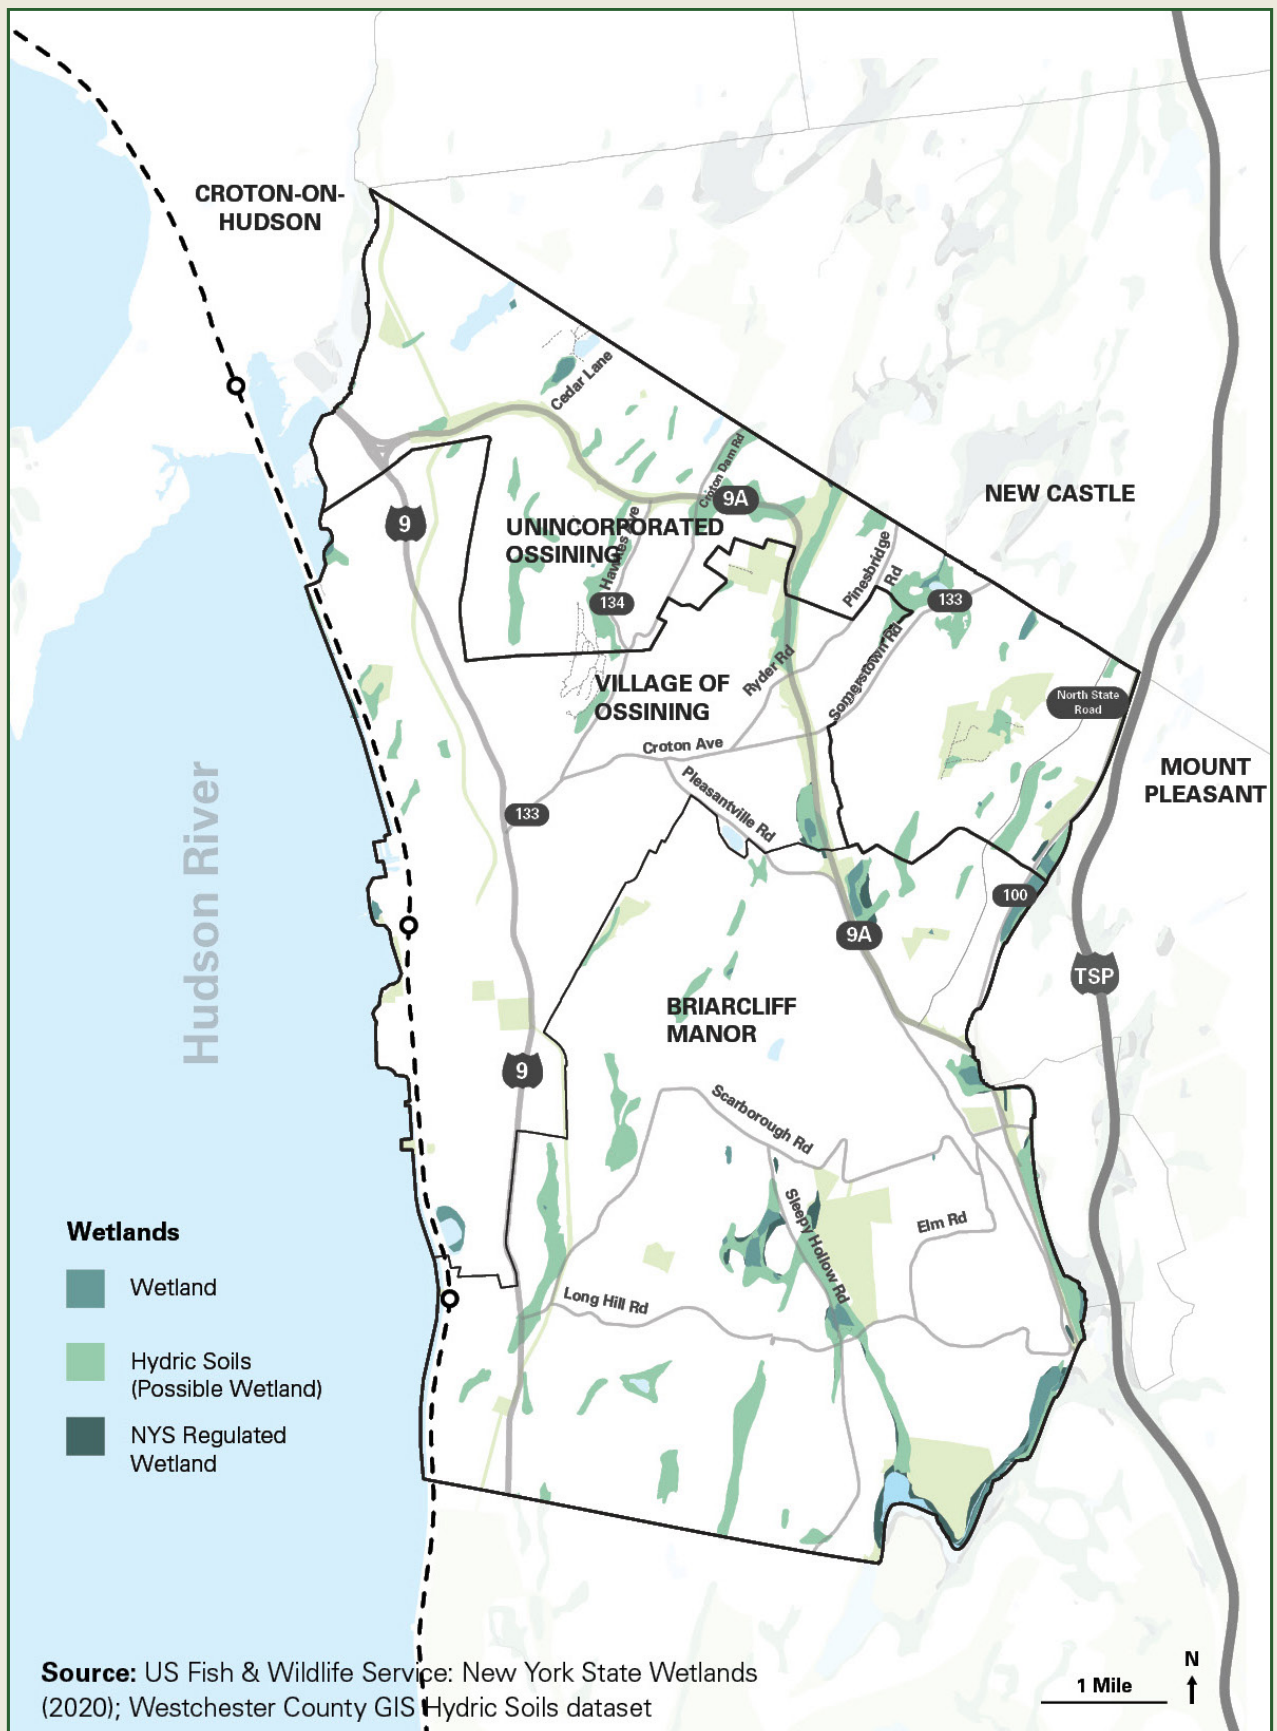 CROTON-ON-
HUDSON
Cedar Lane
Croton Dam Rd
9A
NEW CASTLE
9
UNINCORPORATED
OSSINING
Hawkes Ave
134
Pinesbridge
Rd
133
Ryder Rd
Somerstown Rd
VILLAGE OF
OSSINING
North State
Road
Croton Ave
MOUNT
PLEASANT
Pleasantville Rd
133
Hudson River
100
9A
TSP
BRIARCLIFF
MANOR
9
Scarborough Rd
Sleepy Hollow Rd
Elm Rd
Long Hill Rd
Wetlands
Wetland
Hydric Soils
(Possible Wetland)
NYS Regulated
Wetland
Source: US Fish & Wildlife Service: New York State Wetlands
(2020); Westchester County GIS Hydric Soils dataset
1 Mile
N